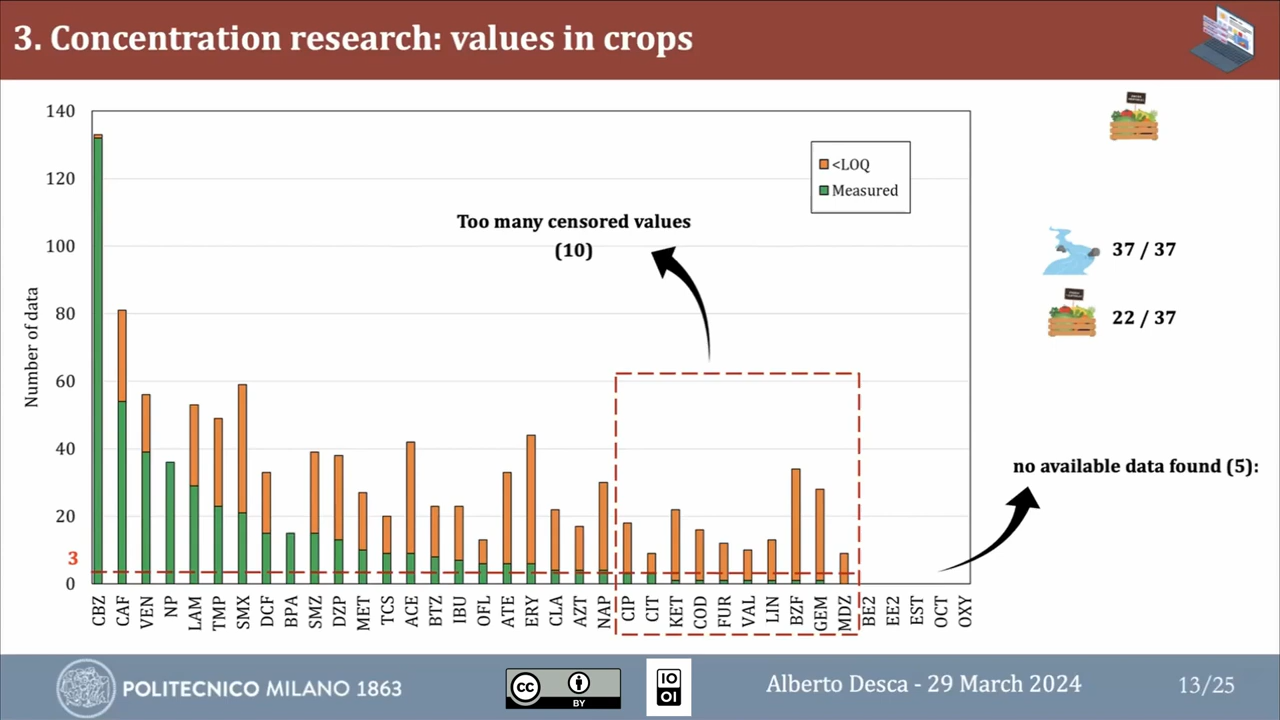 3. Concentration research: values in crops
140
120
100
80
60
40
20
3
0
Number of data
<LOQ
Measured
Too many censored values
(10)
37 / 37
22 / 37
no available data found (5):
CBZ
CAF
VEN
NP
LAM
TMP
SMX
DCF
BPA
SMZ
DZP
MET
TCS
ACE
BTZ
IBU
OFL
ATE
ERY
CLA
AZT
NAP
CIP
CIT
KET
COD
FUR
VAL
LIN
BZF
GEM
MDZ
BE2
EE2
EST
OCT
OXY
POLITECNICO MILANO 1863
cc
BY
IO
OI
Alberto Desca - 29 March 2024
13/25